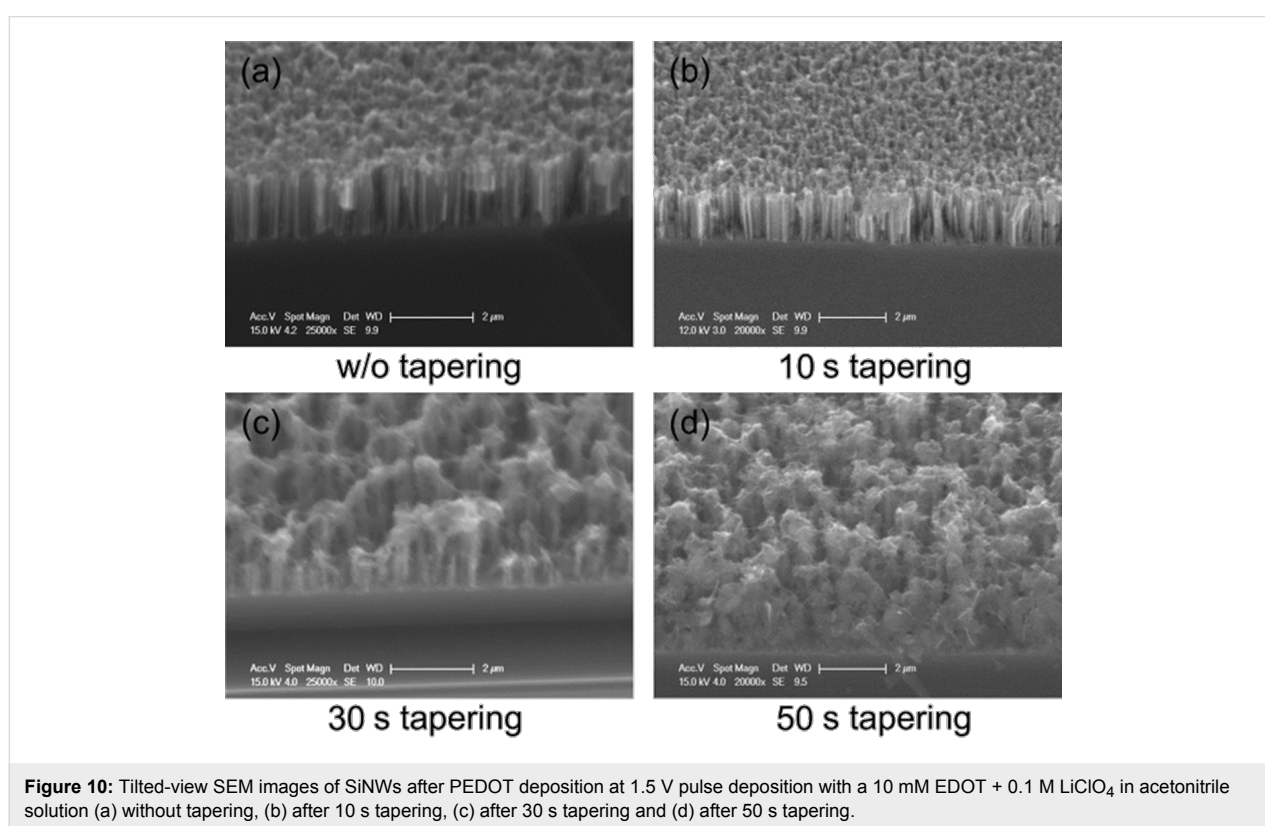 (a)
Acc.V Spot Magn Det WD 2 µm
15.0 kV 4.2 25000x SE 9.9
w/o tapering
(b)
Acc.V Spot Magn Det WD 2 µm
12.0 kV 3.0 20000x SE 9.9
10 s tapering
(c)
Acc.V Spot Magn Det WD 2 µm
15.0 kV 4.0 25000x SE 10.0
30 s tapering
(d)
Acc.V Spot Magn Det WD 2 µm
15.0 kV 4.0 20000x SE 9.5
50 s tapering
Figure 10: Tilted-view SEM images of SiNWs after PEDOT deposition at 1.5 V pulse deposition with a 10 mM EDOT + 0.1 M LiClO₄ in acetonitrile
solution (a) without tapering, (b) after 10 s tapering, (c) after 30 s tapering and (d) after 50 s tapering.